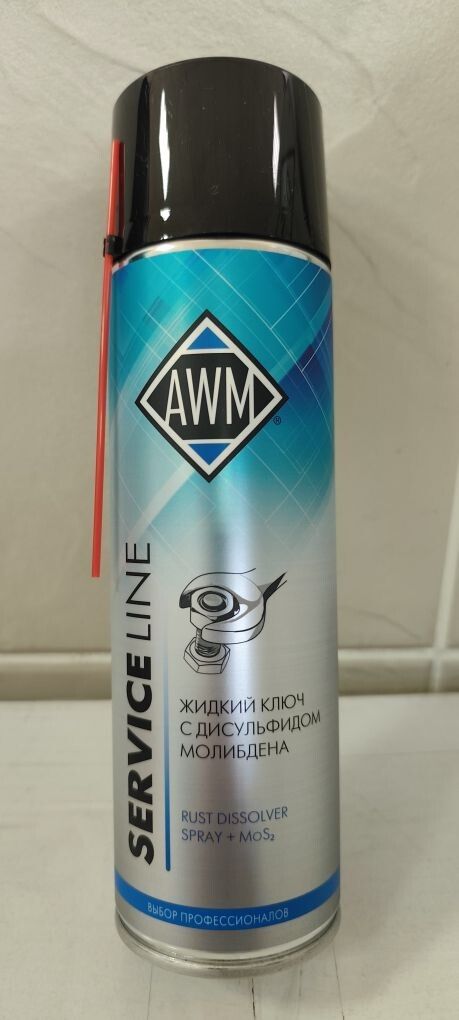 AWM
®
SERVICE LINE
ЖИДКИЙ КЛЮЧ
С ДИСУЛЬФИДОМ
МОЛИБДЕНА
RUST DISSOLVER
SPRAY + MoS₂
ВЫБОР ПРОФЕССИОНАЛОВ